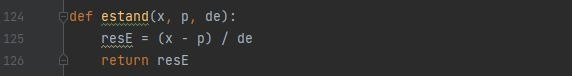 124 def estand(x, p, de):
125     resE = (x - p) / de
126     return resE